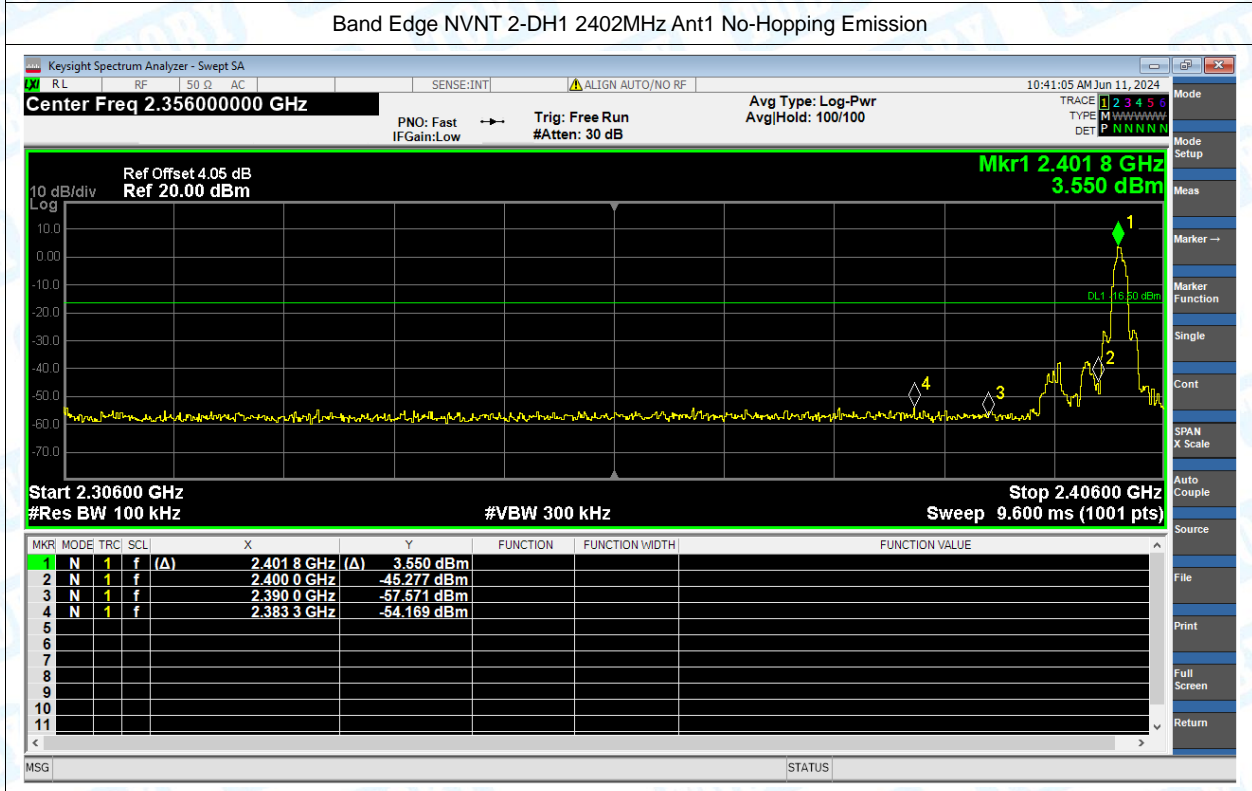 Band Edge NVNT 2-DH1 2402MHz Ant1 No-Hopping Emission
Keysight Spectrum Analyzer - Swept SA
LXI RL RF 50 Ω AC SENSE:INT ALIGN AUTO/NO RF 10:41:05 AM Jun 11, 2024
Center Freq 2.356000000 GHz
PNO: Fast
IFGain:Low
Trig: Free Run
#Atten: 30 dB
Avg Type: Log-Pwr
Avg|Hold: 100/100
TRACE 1 2 3 4 5 6
TYPE M WWWWW
DET P N N N N N
Mkr1 2.401 8 GHz
3.550 dBm
Ref Offset 4.05 dB
Ref 20.00 dBm
10 dB/div
Log
10.0
0.00
-10.0
-20.0
-30.0
-40.0
-50.0
-60.0
-70.0
1
DL1 -16.50 dBm
2
4
3
Start 2.30600 GHz
Stop 2.40600 GHz
#Res BW 100 kHz
#VBW 300 kHz
Sweep 9.600 ms (1001 pts)
MKR MODE TRC SCL X Y FUNCTION FUNCTION WIDTH FUNCTION VALUE
1 N 1 f (Δ) 2.401 8 GHz (Δ) 3.550 dBm
2 N 1 f 2.400 0 GHz -45.277 dBm
3 N 1 f 2.390 0 GHz -57.571 dBm
4 N 1 f 2.383 3 GHz -54.169 dBm
5
6
7
8
9
10
11
MSG STATUS
Mode
Mode
Setup
Meas
Marker →
Marker
Function
Single
Cont
SPAN
X Scale
Auto
Couple
Source
File
Print
Full
Screen
Return